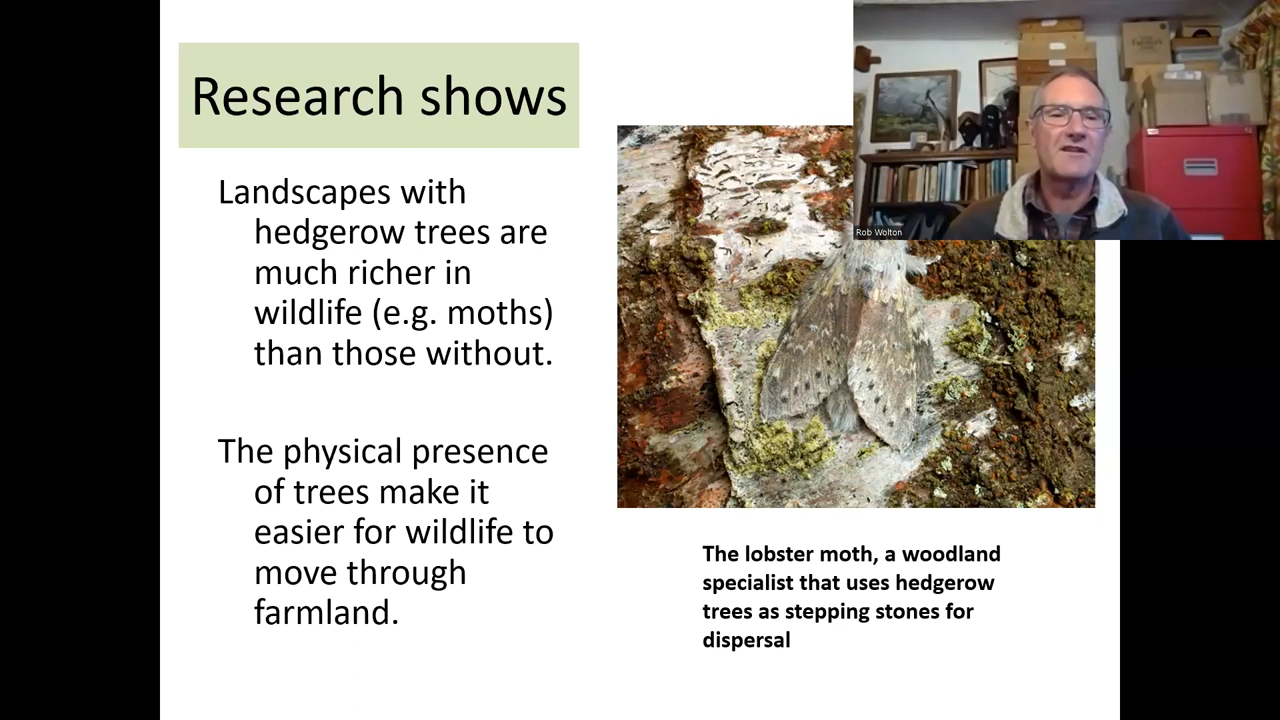 Research shows
Landscapes with
hedgerow trees are
much richer in
wildlife (e.g. moths)
than those without.
The physical presence
of trees make it
easier for wildlife to
move through
farmland.
Rob Wolton
The lobster moth, a woodland
specialist that uses hedgerow
trees as stepping stones for
dispersal